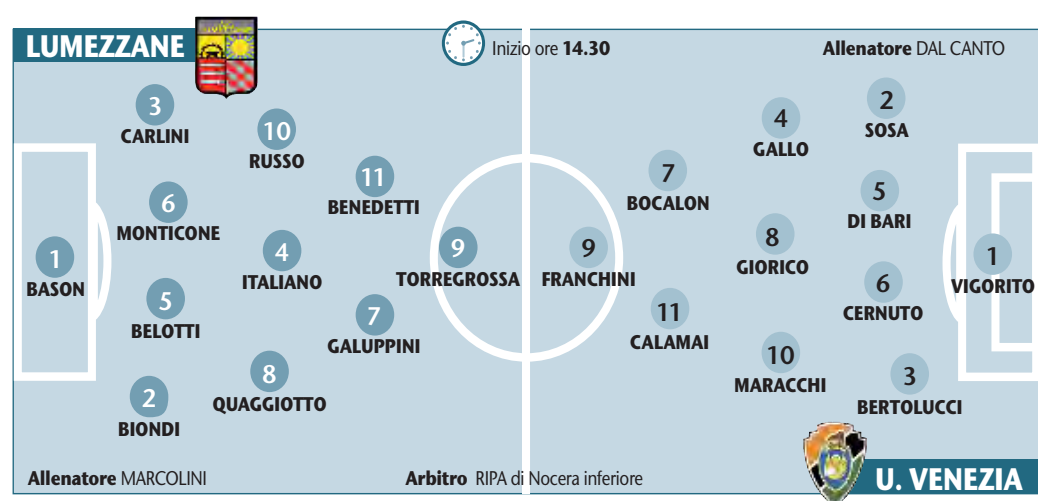 LUMEZZANE
Inizio ore 14.30
Allenatore DAL CANTO
3
CARLINI
10
RUSSO
11
BENEDETTI
6
MONTICONE
4
ITALIANO
9
TORREGROSSA
1
BASON
5
BELOTTI
7
GALUPPINI
8
QUAGGIOTTO
2
BIONDI
2
SOSA
4
GALLO
7
BOCALON
5
DI BARI
8
GIORICO
9
FRANCHINI
1
VIGORITO
6
CERNUTO
11
CALAMAI
10
MARACCHI
3
BERTOLUCCI
Allenatore MARCOLINI
Arbitro RIPA di Nocera inferiore
U. VENEZIA